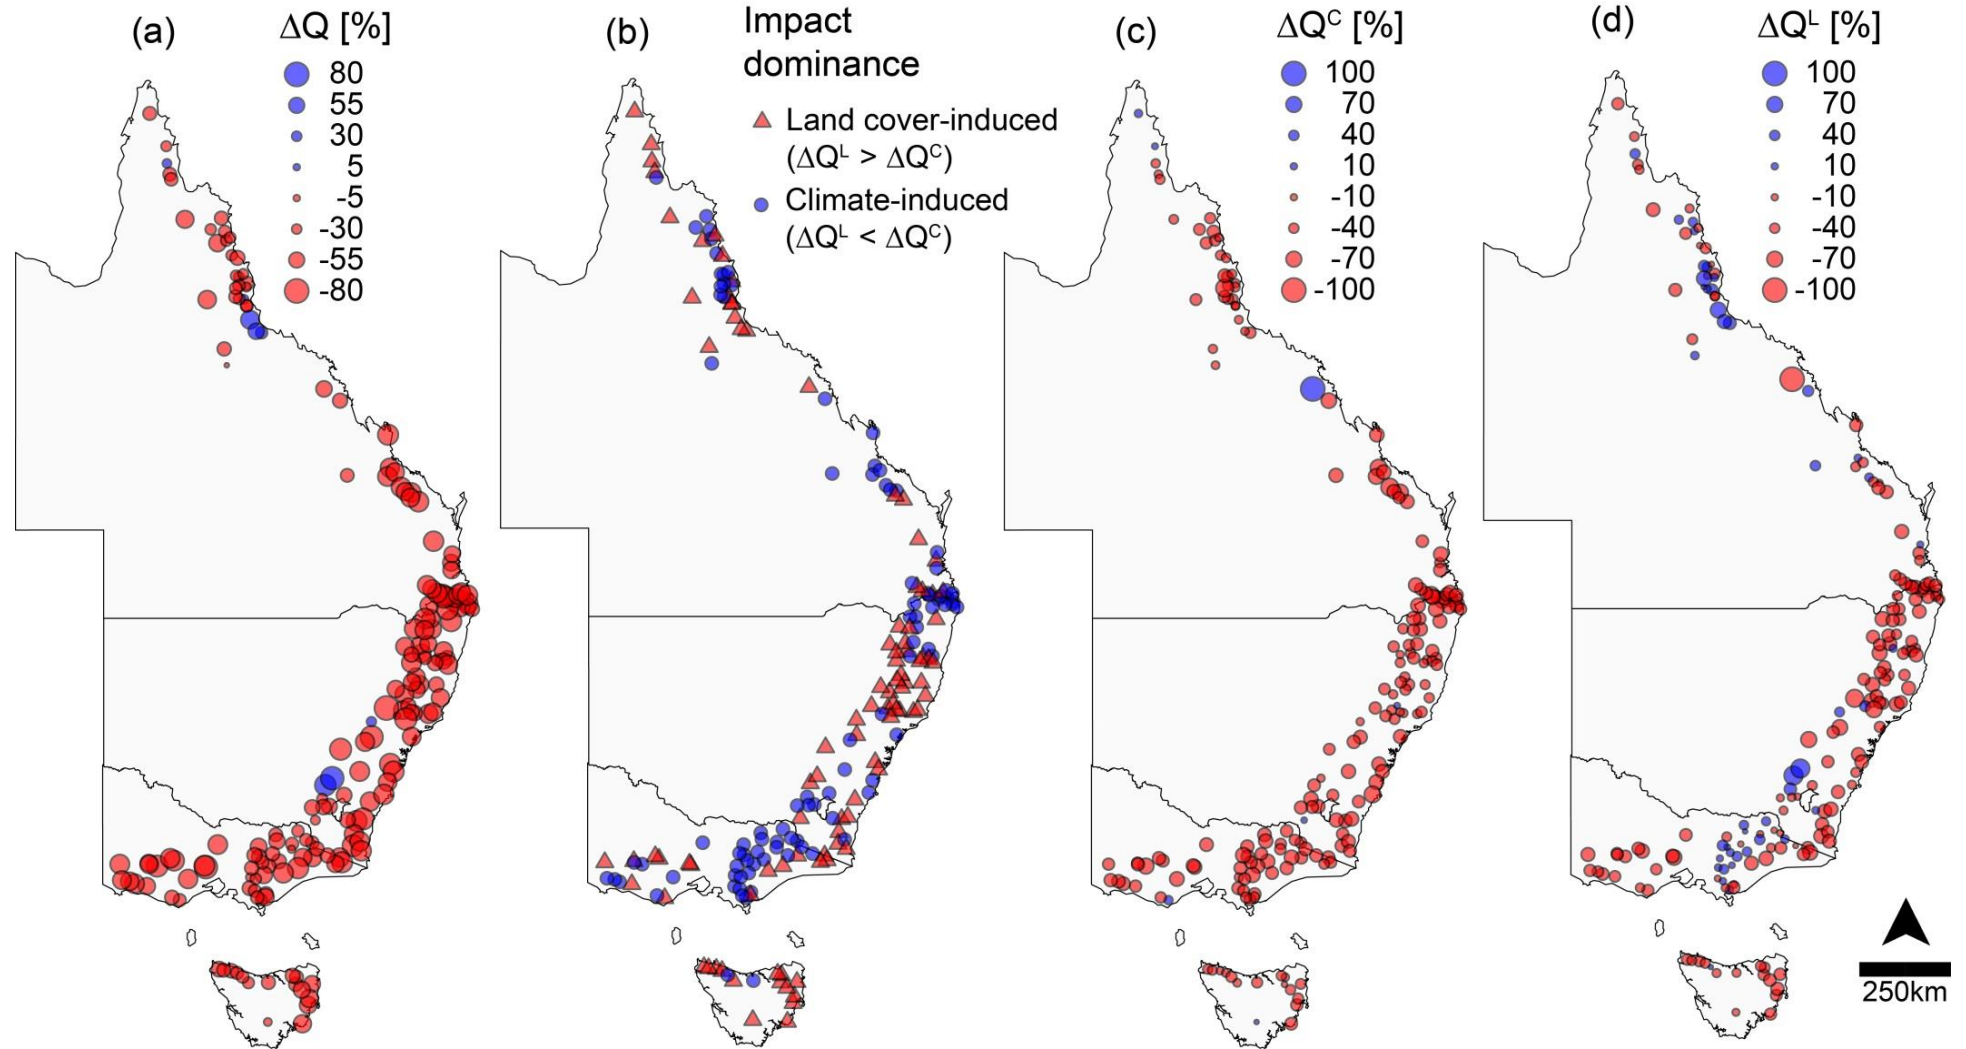 (a)
ΔQ [%]
80
55
30
5
-5
-30
-55
-80
(b)
Impact
dominance
Land cover-induced
(ΔQᴸ > ΔQᶜ)
Climate-induced
(ΔQᴸ < ΔQᶜ)
(c)
ΔQᶜ [%]
100
70
40
10
-10
-40
-70
-100
(d)
ΔQᴸ [%]
100
70
40
10
-10
-40
-70
-100
250km